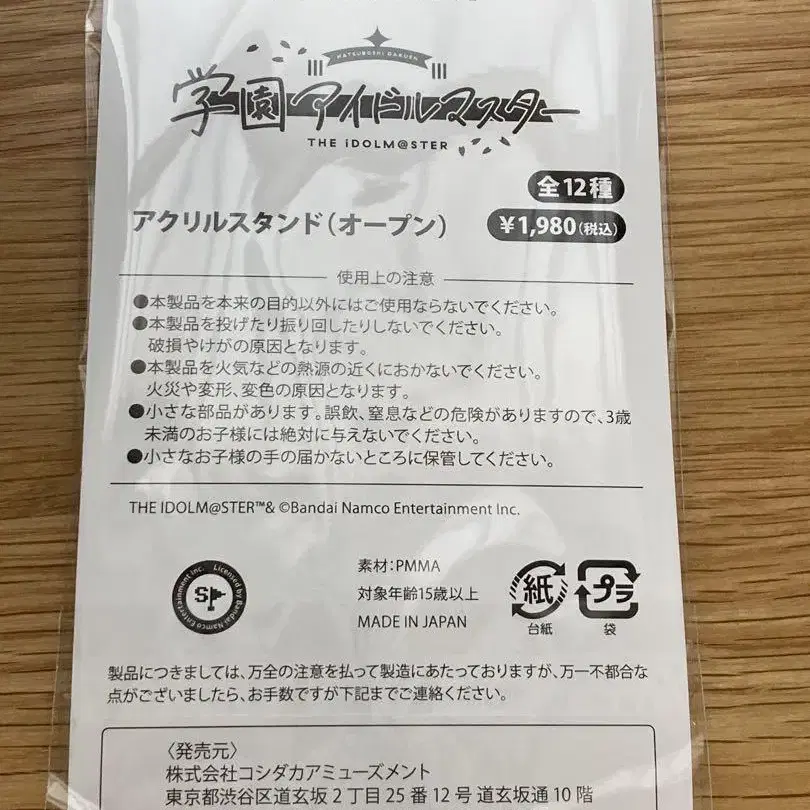 HATSUBOSHI GAKUEN
学園アイドルマスター
THE iDOLM@STER
全12種
アクリルスタンド(オープン)
¥1,980(税込)
使用上の注意
●本製品を本来の目的以外にはご使用ならないでください。
●本製品を投げたり振り回したりしないでください。
破損やけがの原因となります。
●本製品を火気などの熱源の近くにおかないでください。
火災や変形、変色の原因となります。
●小さな部品があります。誤飲、窒息などの危険がありますので、3歳
未満のお子様には絶対に与えないでください。
●小さなお子様の手の届かないところに保管してください。
THE IDOLM@STER™& ©Bandai Namco Entertainment Inc.
Licensed by Bandai Namco Entertainment Inc.
素材:PMMA
対象年齢15歳以上
MADE IN JAPAN
紙
台紙
プラ
袋
製品につきましては、万全の注意を払って製造にあたっておりますが、万一不都合な
点がございましたら、お手数ですが下記までご連絡ください。
〈発売元〉
株式会社コシダカアミューズメント
東京都渋谷区道玄坂2丁目25番12号 道玄坂通10階